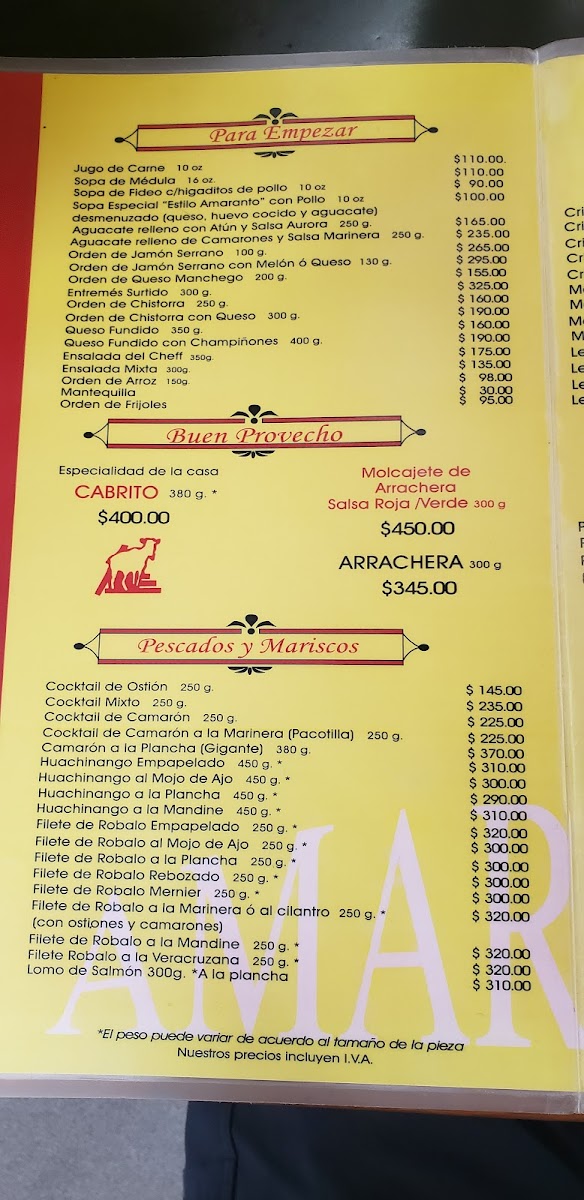 Para Empezar
Jugo de Carne 10 oz $110.00.
Sopa de Médula 16 oz. $110.00
Sopa de Fideo c/higaditos de pollo 10 oz $ 90.00
Sopa Especial "Estilo Amaranto" con Pollo 10 oz $100.00
desmenuzado (queso, huevo cocido y aguacate)
Aguacate relleno con Atún y Salsa Aurora 250 g. $165.00
Aguacate relleno de Camarones y Salsa Marinera 250 g. $ 235.00
Orden de Jamón Serrano 100 g. $ 265.00
Orden de Jamón Serrano con Melón ó Queso 130 g. $ 295.00
Orden de Queso Manchego 200 g. $ 155.00
Entremés Surtido 300 g. $ 325.00
Orden de Chistorra 250 g. $ 160.00
Orden de Chistorra con Queso 300 g. $ 190.00
Queso Fundido 350 g. $ 160.00
Queso Fundido con Champiñones 400 g. $ 190.00
Ensalada del Cheff 350g. $ 175.00
Ensalada Mixta 300g. $ 135.00
Orden de Arroz 150g. $ 98.00
Mantequilla $ 30.00
Orden de Frijoles $ 95.00
Buen Provecho
Especialidad de la casa
CABRITO 380 g. *
$400.00
Molcajete de
Arrachera
Salsa Roja /Verde 300 g
$450.00
ARRACHERA 300 g
$345.00
Pescados y Mariscos
Cocktail de Ostión 250 g. $ 145.00
Cocktail Mixto 250 g. $ 235.00
Cocktail de Camarón 250 g. $ 225.00
Cocktail de Camarón a la Marinera (Pacotilla) 250 g. $ 225.00
Camarón a la Plancha (Gigante) 380 g. $ 370.00
Huachinango Empapelado 450 g. * $ 310.00
Huachinango al Mojo de Ajo 450 g. * $ 300.00
Huachinango a la Plancha 450 g. * $ 290.00
Huachinango a la Mandine 450 g. * $ 310.00
Filete de Robalo Empapelado 250 g. * $ 320.00
Filete de Robalo al Mojo de Ajo 250 g. * $ 300.00
Filete de Robalo a la Plancha 250 g. * $ 300.00
Filete de Robalo Rebozado 250 g. * $ 300.00
Filete de Robalo Mernier 250 g. * $ 300.00
Filete de Robalo a la Marinera ó al cilantro 250 g. * $ 320.00
(con ostiones y camarones)
Filete de Robalo a la Mandine 250 g. * $ 320.00
Filete Robalo a la Veracruzana 250 g. * $ 320.00
Lomo de Salmón 300g. *A la plancha $ 310.00
AMAR
*El peso puede variar de acuerdo al tamaño de la pieza
Nuestros precios incluyen I.V.A.